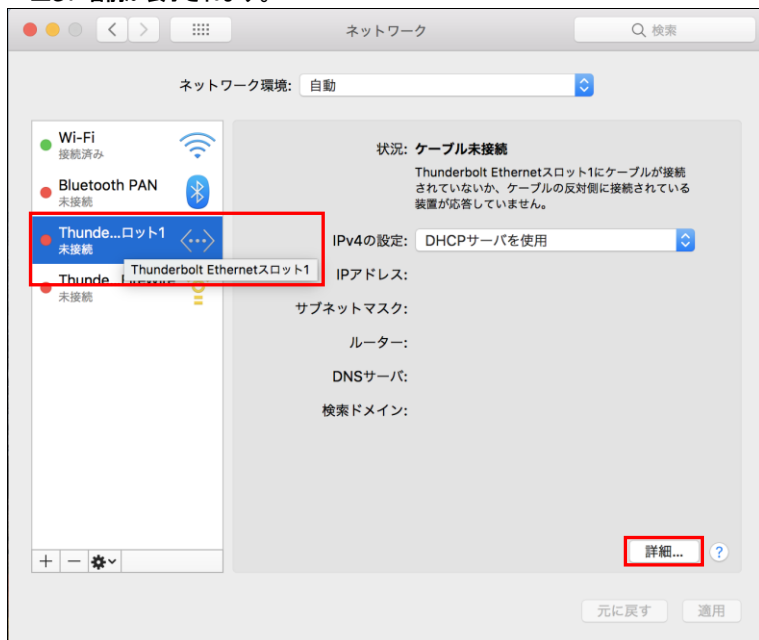 ネットワーク
検索
ネットワーク環境: 自動
Wi-Fi
接続済み
Bluetooth PAN
未接続
Thunde...ロット1
未接続
Thunderbolt Ethernetスロット1
未接続
状況: ケーブル未接続
Thunderbolt Ethernetスロット1にケーブルが接続
されていないか、ケーブルの反対側に接続されている
装置が応答していません。
IPv4の設定: DHCPサーバを使用
IPアドレス:
サブネットマスク:
ルーター:
DNSサーバ:
検索ドメイン:
詳細...
?
元に戻す
適用